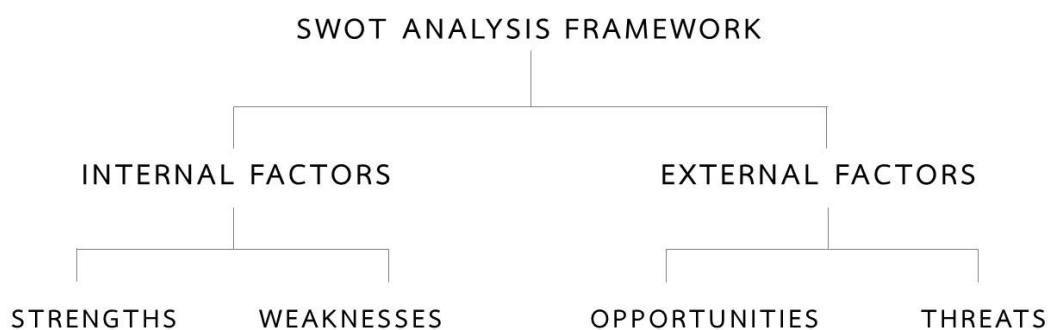 SWOT ANALYSIS FRAMEWORK
INTERNAL FACTORS
EXTERNAL FACTORS
STRENGTHS
WEAKNESSES
OPPORTUNITIES
THREATS